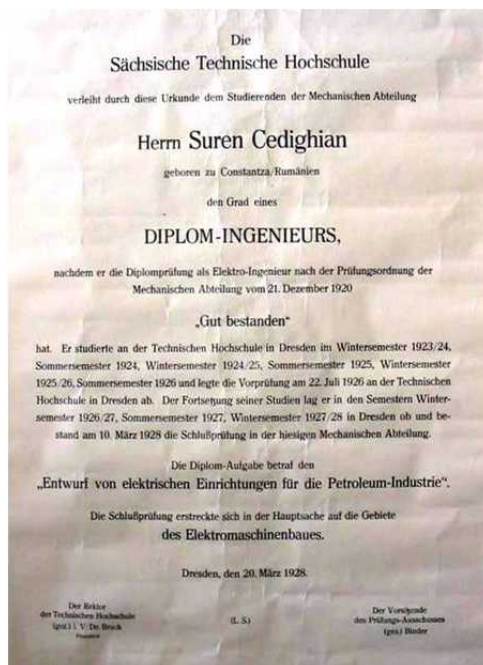 Die
Sächsische Technische Hochschule
verleiht durch diese Urkunde dem Studierenden der Mechanischen Abteilung
Herrn Suren Cedighian
geboren zu Constantza/Rumänien
den Grad eines
DIPLOM-INGENIEURS,
nachdem er die Diplomprüfung als Elektro-Ingenieur nach der Prüfungsordnung der
Mechanischen Abteilung vom 21. Dezember 1920
„Gut bestanden“
hat. Er studierte an der Technischen Hochschule in Dresden im Wintersemester 1923/24,
Sommersemester 1924, Wintersemester 1924/25, Sommersemester 1925, Wintersemester
1925/26, Sommersemester 1926 und legte die Vorprüfung am 22. Juli 1926 an der Technischen
Hochschule in Dresden ab. Der Fortsetzung seiner Studien lag er in den Semestern Winter-
semester 1926/27, Sommersemester 1927, Wintersemester 1927/28 in Dresden ob und be-
stand am 10. März 1928 die Schlußprüfung in der hiesigen Mechanischen Abteilung.
Die Diplom-Aufgabe betraf den
„Entwurf von elektrischen Einrichtungen für die Petroleum-Industrie“.
Die Schlußprüfung erstreckte sich in der Hauptsache auf die Gebiete
des Elektromaschinenbaues.
Dresden, den 20. März 1928.
Der Rektor
der Technischen Hochschule
(gez.) i. V. Dr. Bruck
(L. S.)
Der Vorsitzende
des Prüfungs-Ausschusses
(gez.) Binder